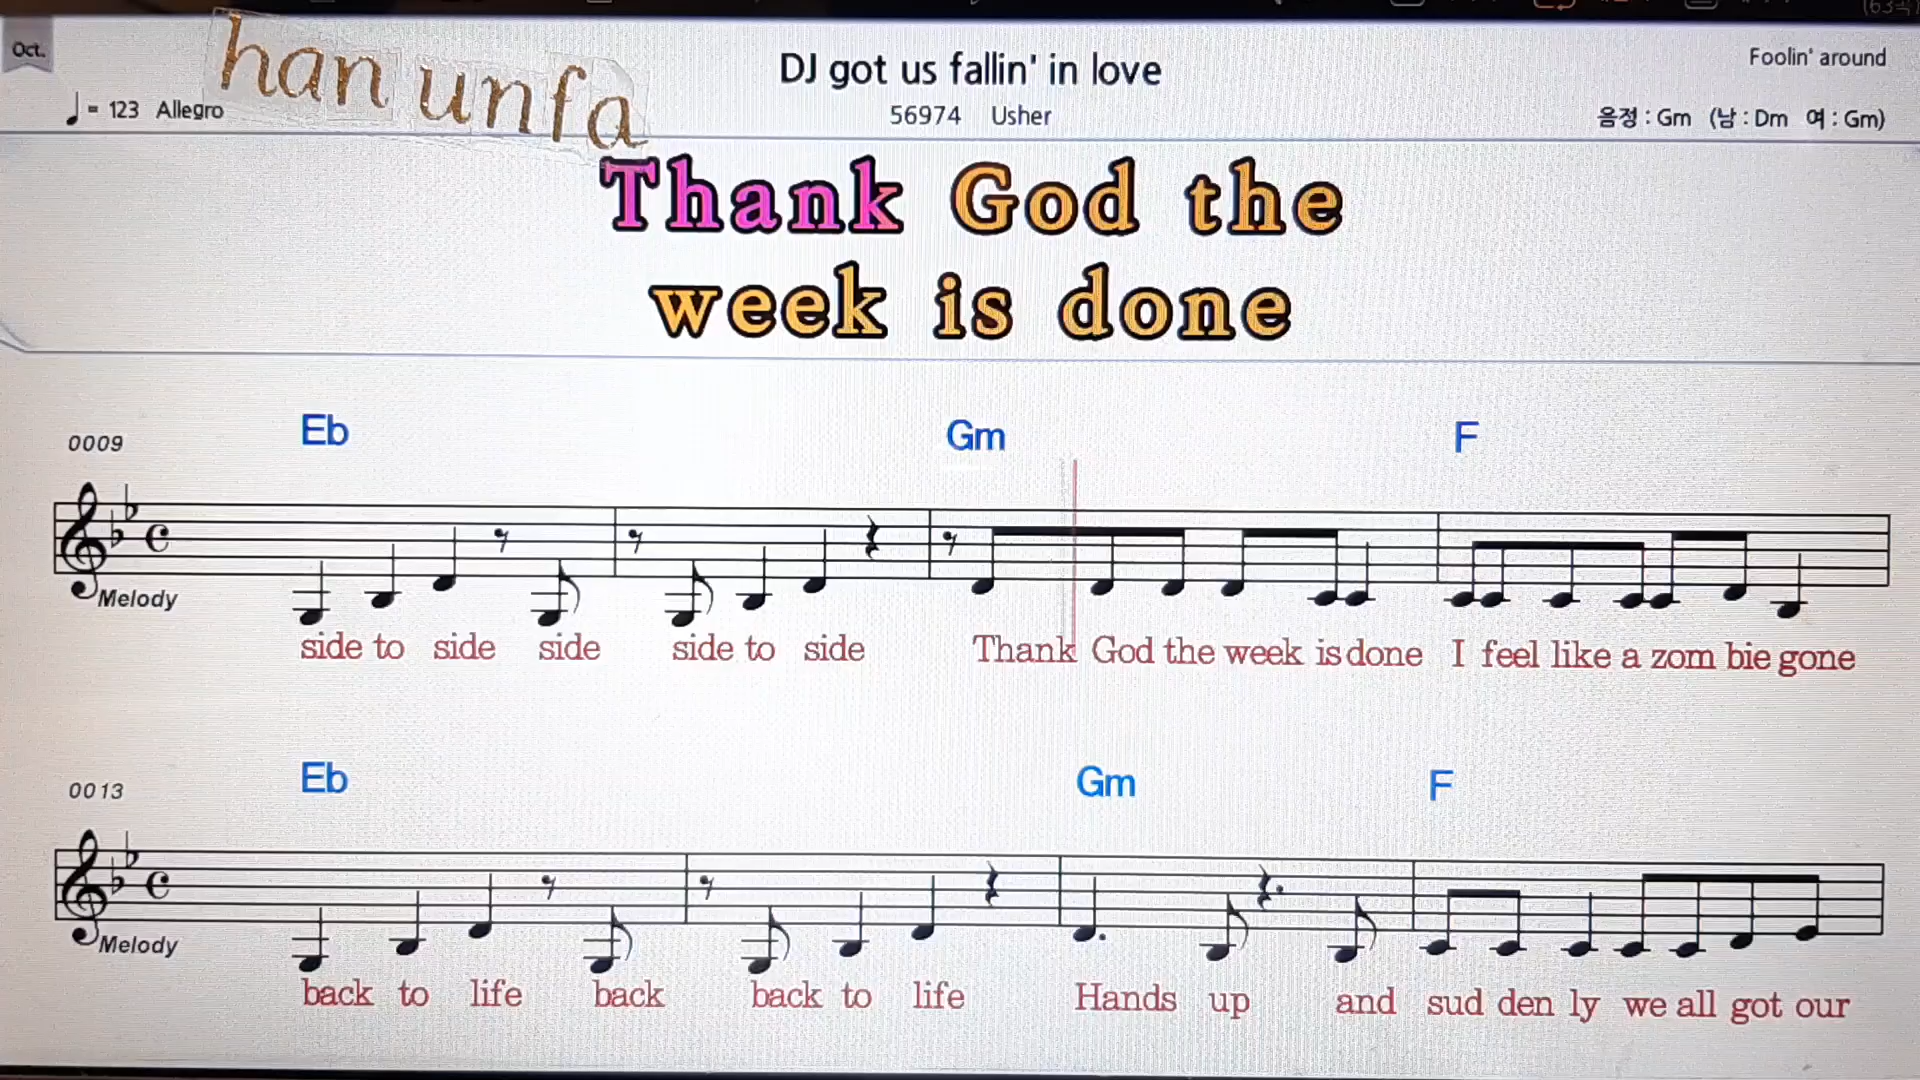 Oct.
han unfa
DJ got us fallin' in love
Foolin' around
= 123 Allegro
56974 Usher
음정 : Gm (남 : Dm 여 : Gm)
Thank God the
week is done
0009
Eb Gm F
Melody
side to side side side to side Thank God the week is done I feel like a zom bie gone
0013
Eb Gm F
Melody
back to life back back to life Hands up and sud den ly we all got our